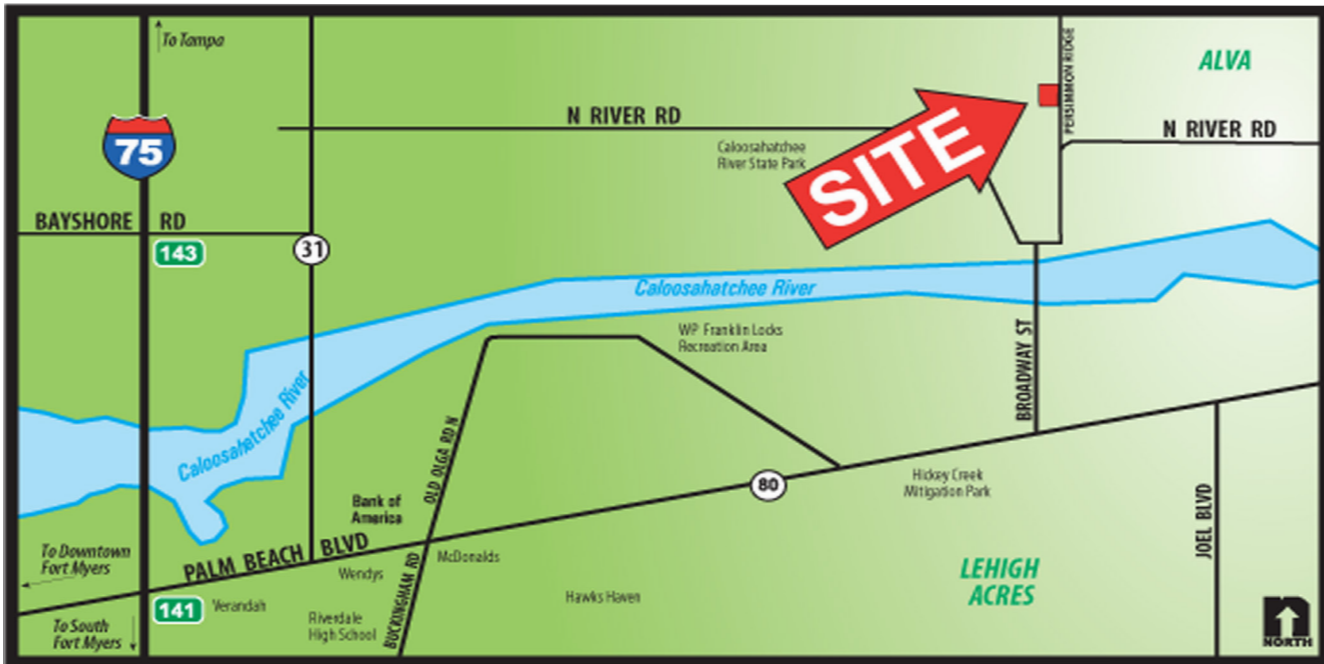 To Tampa
ALVA
PERSIMMON RIDGE
N RIVER RD
N RIVER RD
75
Caloosahatchee
River State Park
SITE
BAYSHORE RD
143
31
Caloosahatchee River
WP Franklin Locks
Recreation Area
BROADWAY ST
Caloosahatchee River
OLD OLGA RD N
80
Hickey Creek
Mitigation Park
Bank of
America
JOEL BLVD
To Downtown
Fort Myers
PALM BEACH BLVD
McDonalds
Wendys
BUCKINGHAM RD
LEHIGH
ACRES
141
Verandah
Hawks Haven
Riverdale
High School
To South
Fort Myers
NORTH